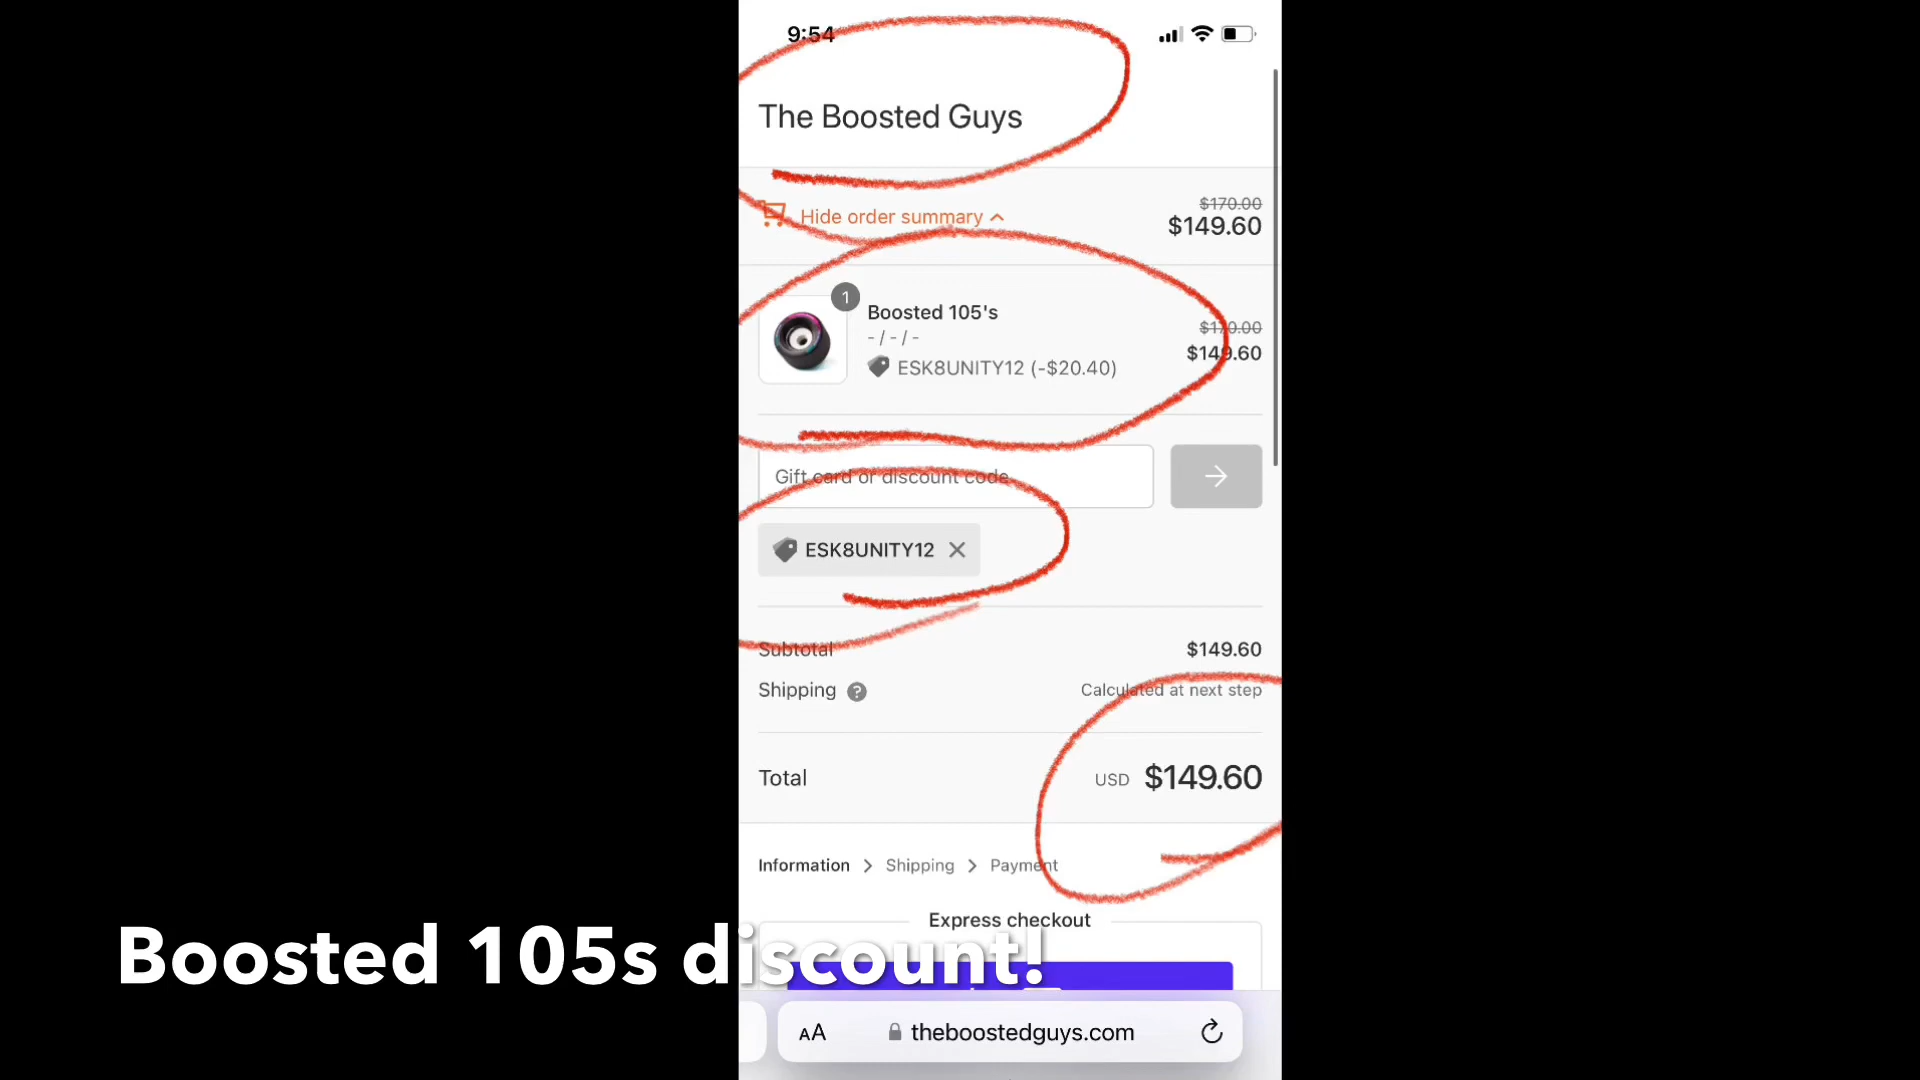 9:54
The Boosted Guys
Hide order summary
$170.00
$149.60
1
Boosted 105's
- / - / -
ESK8UNITY12 (-$20.40)
$170.00
$149.60
Gift card or discount code
ESK8UNITY12
Subtotal $149.60
Shipping ? Calculated at next step
Total USD $149.60
Information > Shipping > Payment
Express checkout
Boosted 105s discount!
AA theboostedguys.com